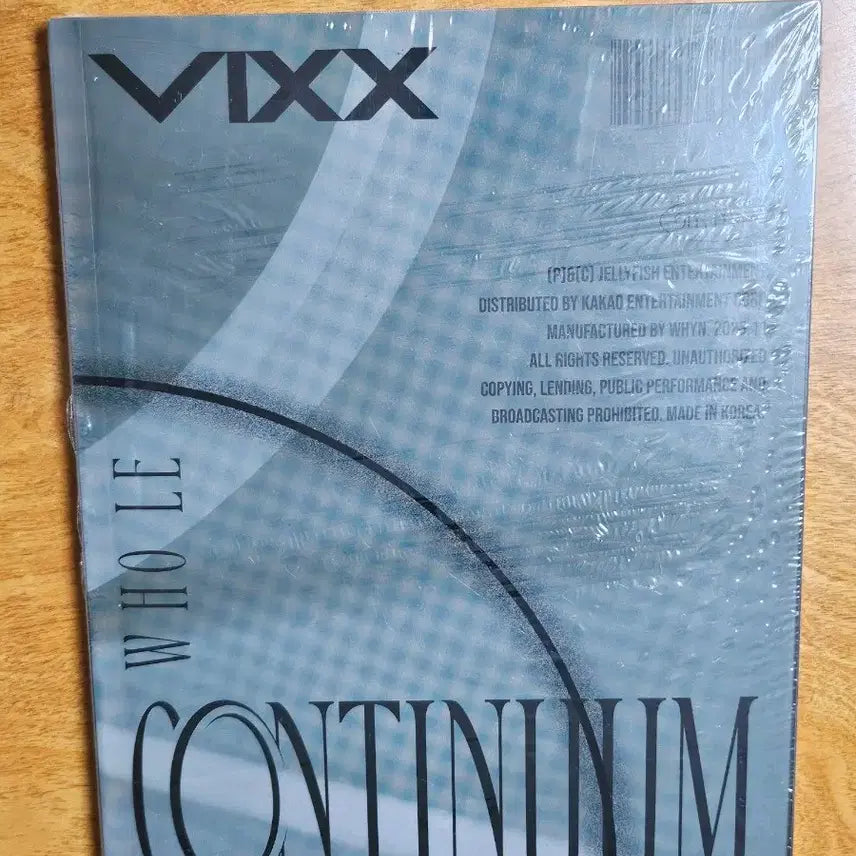 VIXX
(P)&(C) JELLYFISH ENTERTAINMENT
DISTRIBUTED BY KAKAO ENTERTAINMENT
MANUFACTURED BY WHYN.
ALL RIGHTS RESERVED. UNAUTHORIZED
COPYING, LENDING, PUBLIC PERFORMANCE AND
BROADCASTING PROHIBITED. MADE IN KOREA
WHOLE
CONTINUUM